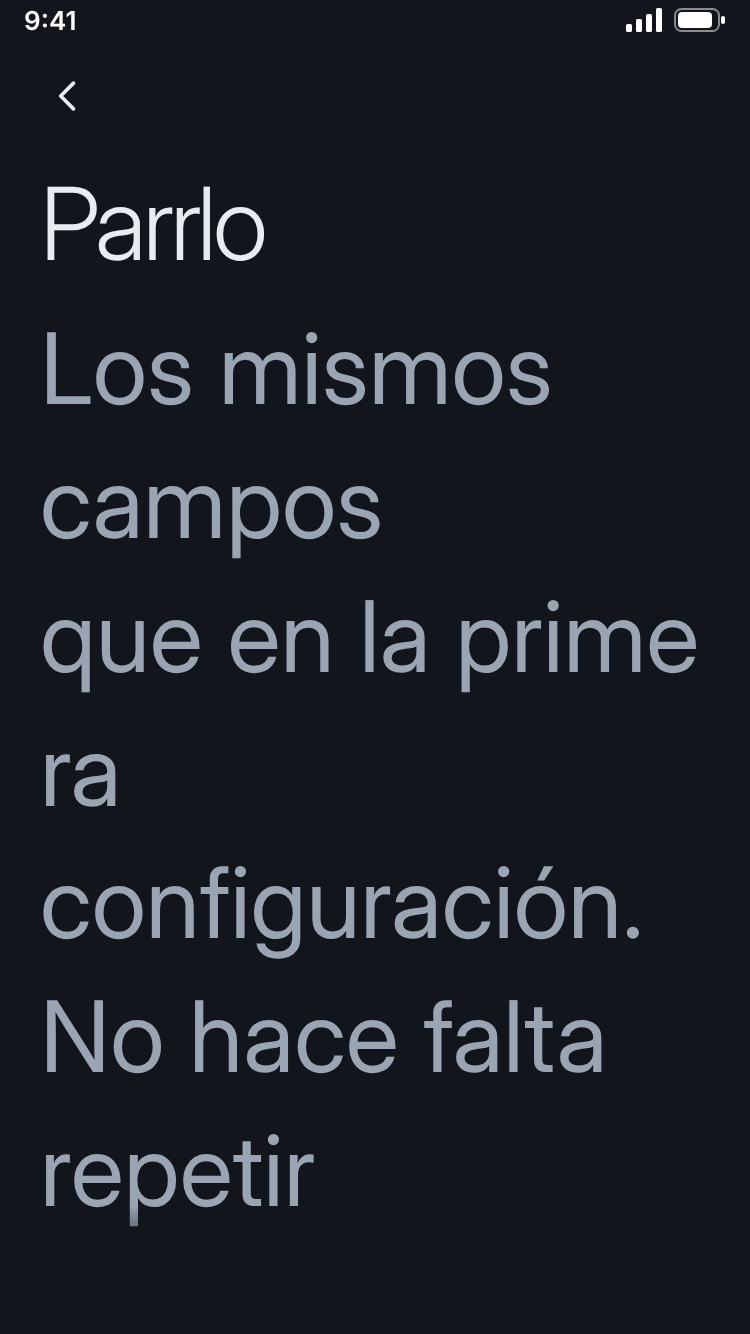 9:41
Parrlo
Los mismos
campos
que en la prime
ra
configuración.
No hace falta
repetir